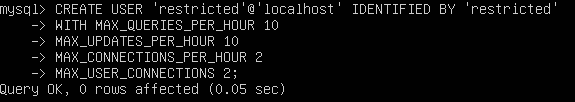 mysql> CREATE USER 'restricted'@'localhost' IDENTIFIED BY 'restricted'
-> WITH MAX_QUERIES_PER_HOUR 10
-> MAX_UPDATES_PER_HOUR 10
-> MAX_CONNECTIONS_PER_HOUR 2
-> MAX_USER_CONNECTIONS 2;
Query OK, 0 rows affected (0.05 sec)